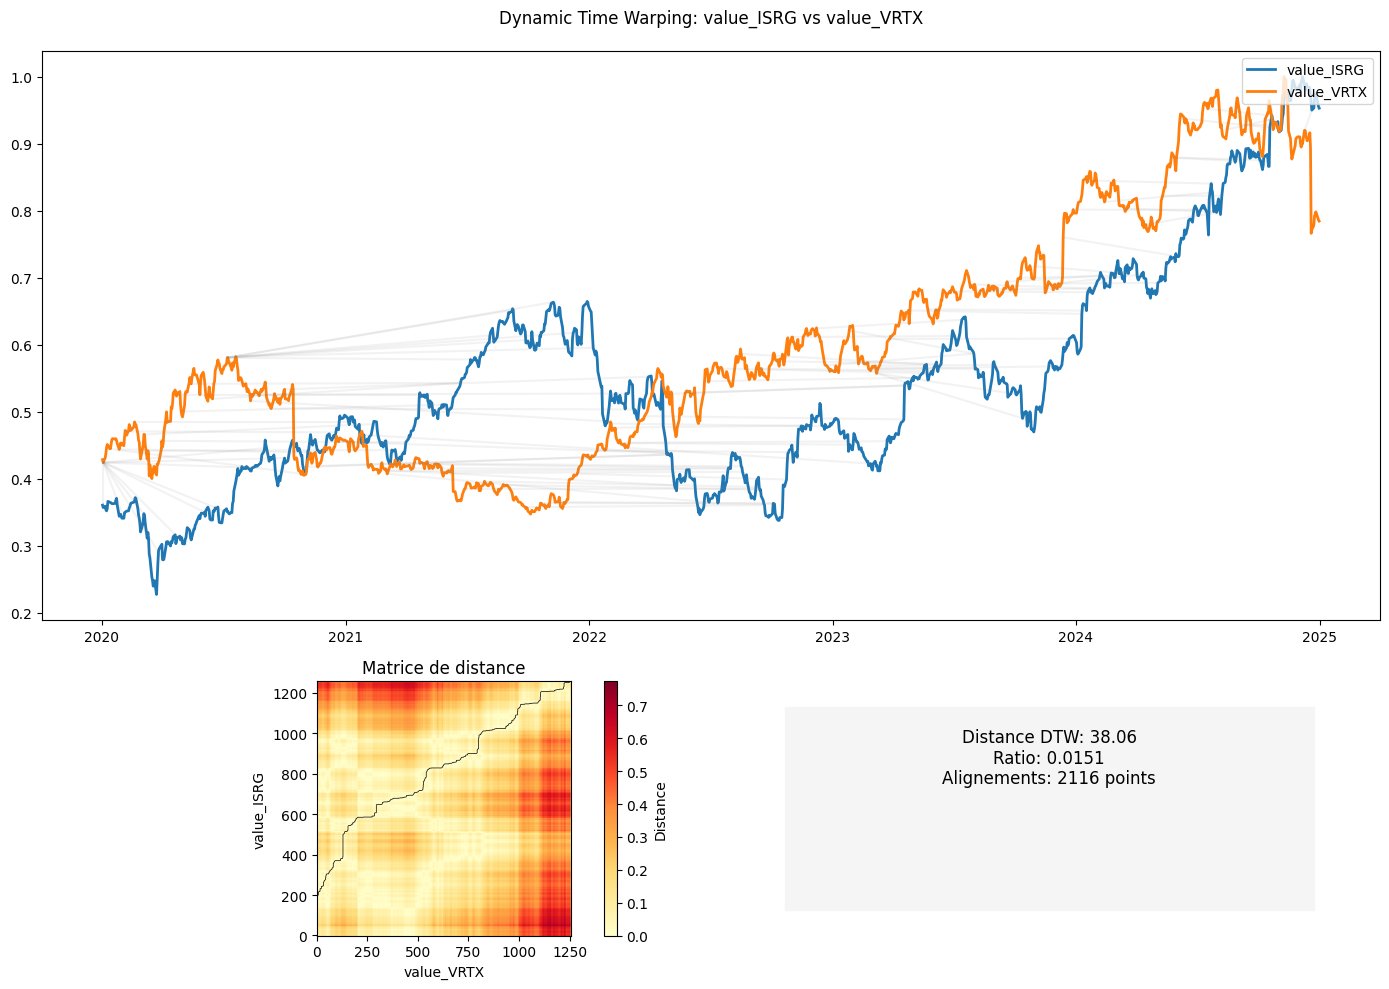 Dynamic Time Warping: value_ISRG vs value_VRTX
value_ISRG
value_VRTX
1.0
0.9
0.8
0.7
0.6
0.5
0.4
0.3
0.2
2020 2021 2022 2023 2024 2025
Matrice de distance
value_ISRG
1200
1000
800
600
400
200
0
0 250 500 750 1000 1250
value_VRTX
0.7
0.6
0.5
0.4
0.3
0.2
0.1
0.0
Distance
Distance DTW: 38.06
Ratio: 0.0151
Alignements: 2116 points